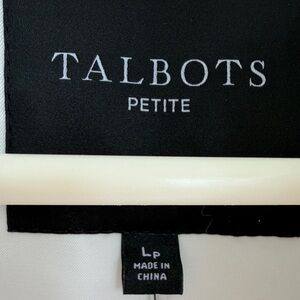 TALBOTS
PETITE
LP
MADE IN
CHINA